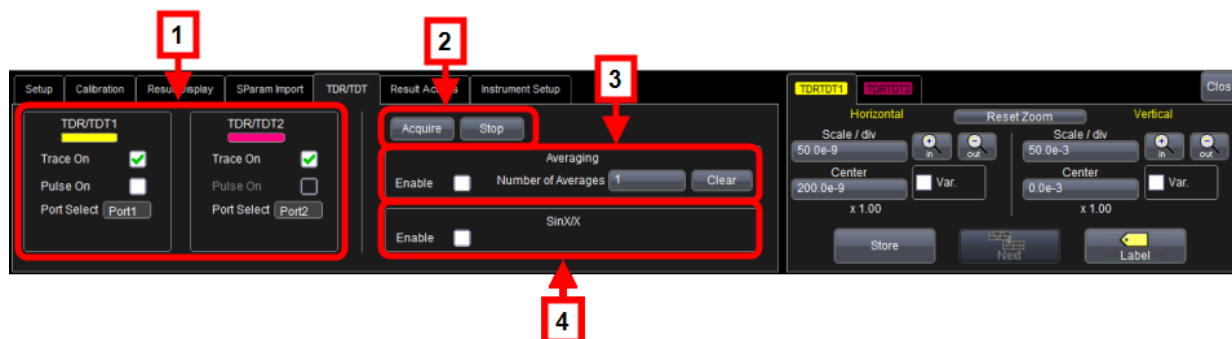 1
2
3
Setup Calibration Result Display SParam Import TDR/TDT Result Actions Instrument Setup
TDR/TDT1
Trace On
Pulse On
Port Select Port1
TDR/TDT2
Trace On
Pulse On
Port Select Port2
Acquire Stop
Averaging
Enable Number of Averages 1 Clear
SinX/X
Enable
4
TDRTDT1 TDRTDT2 Clos
Horizontal Reset Zoom Vertical
Scale / div
50.0e-9
in out
Center
200.0e-9
Var.
x 1.00
Scale / div
50.0e-3
in out
Center
0.0e-3
Var.
x 1.00
Store Next Label